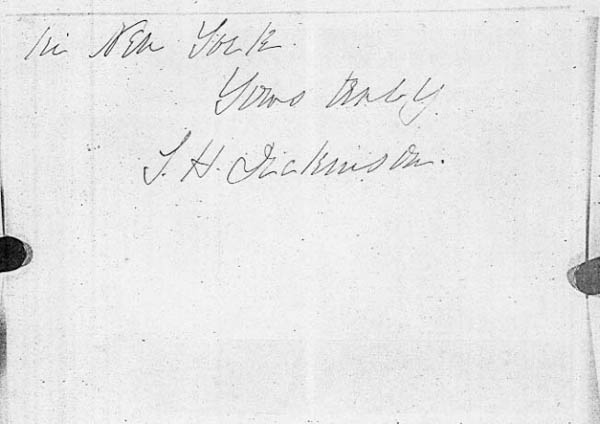 in New York.
Yours truly
S. H. Dickinson.